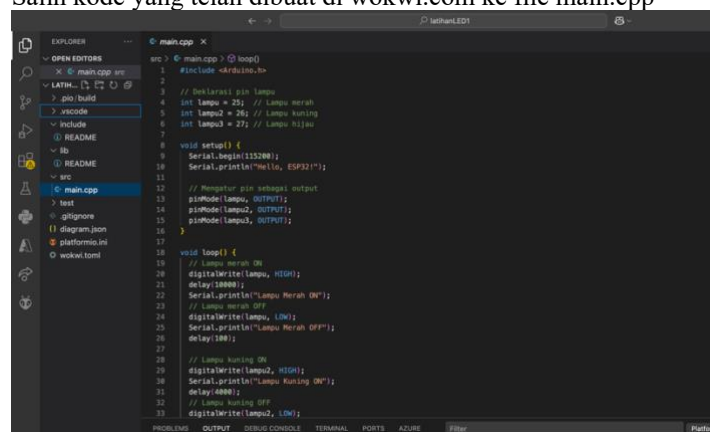 Salin kode yang telah dibuat di wokwi.com ke file main.cpp
latihanLED1
EXPLORER
OPEN EDITORS
main.cpp src
LATIH...
.pio/build
.vscode
include
README
lib
README
src
main.cpp
test
.gitignore
diagram.json
platformio.ini
wokwi.toml
main.cpp
src > main.cpp > loop()
1 #include <Arduino.h>
2
3 // Deklarasi pin lampu
4 int lampu = 25; // Lampu merah
5 int lampu2 = 26; // Lampu kuning
6 int lampu3 = 27; // Lampu hijau
7
8 void setup() {
9 Serial.begin(115200);
10 Serial.println("Hello, ESP32!");
11
12 // Mengatur pin sebagai output
13 pinMode(lampu, OUTPUT);
14 pinMode(lampu2, OUTPUT);
15 pinMode(lampu3, OUTPUT);
16 }
17
18 void loop() {
19 // Lampu merah ON
20 digitalWrite(lampu, HIGH);
21 delay(10000);
22 Serial.println("Lampu Merah ON");
23 // Lampu merah OFF
24 digitalWrite(lampu, LOW);
25 Serial.println("Lampu Merah OFF");
26 delay(100);
27
28 // Lampu kuning ON
29 digitalWrite(lampu2, HIGH);
30 Serial.println("Lampu Kuning ON");
31 delay(4000);
32 // Lampu kuning OFF
33 digitalWrite(lampu2, LOW);
PROBLEMS OUTPUT DEBUG CONSOLE TERMINAL PORTS AZURE Filter Platfo